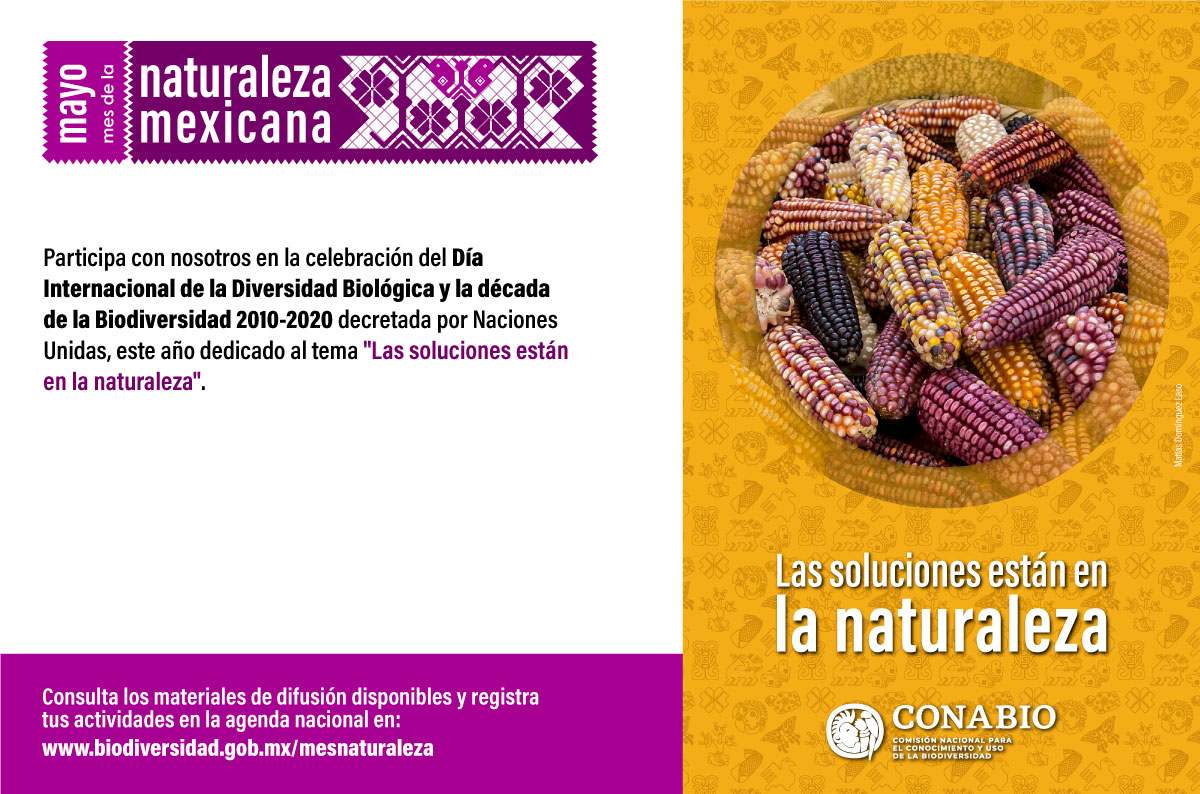 mayo
mes de la
naturaleza
mexicana
Participa con nosotros en la celebración del Día
Internacional de la Diversidad Biológica y la década
de la Biodiversidad 2010-2020 decretada por Naciones
Unidas, este año dedicado al tema "Las soluciones están
en la naturaleza".
Consulta los materiales de difusión disponibles y registra
tus actividades en la agenda nacional en:
www.biodiversidad.gob.mx/mesnaturaleza
Matías Domínguez Laso
Las soluciones están en
la naturaleza
CONABIO
COMISIÓN NACIONAL PARA
EL CONOCIMIENTO Y USO
DE LA BIODIVERSIDAD